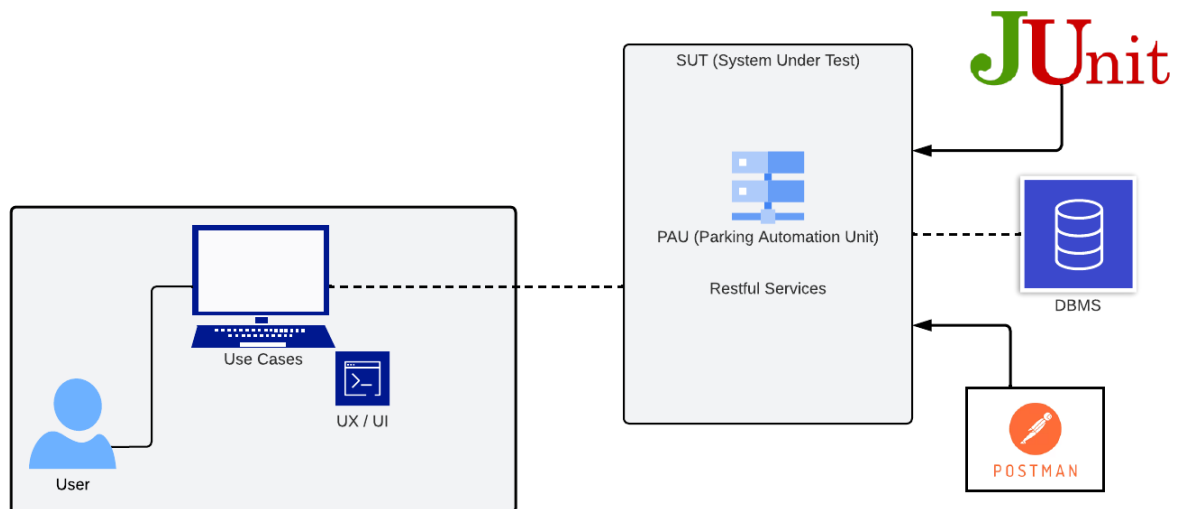 SUT (System Under Test)
JUnit
PAU (Parking Automation Unit)
Restful Services
DBMS
Use Cases
UX / UI
User
POSTMAN